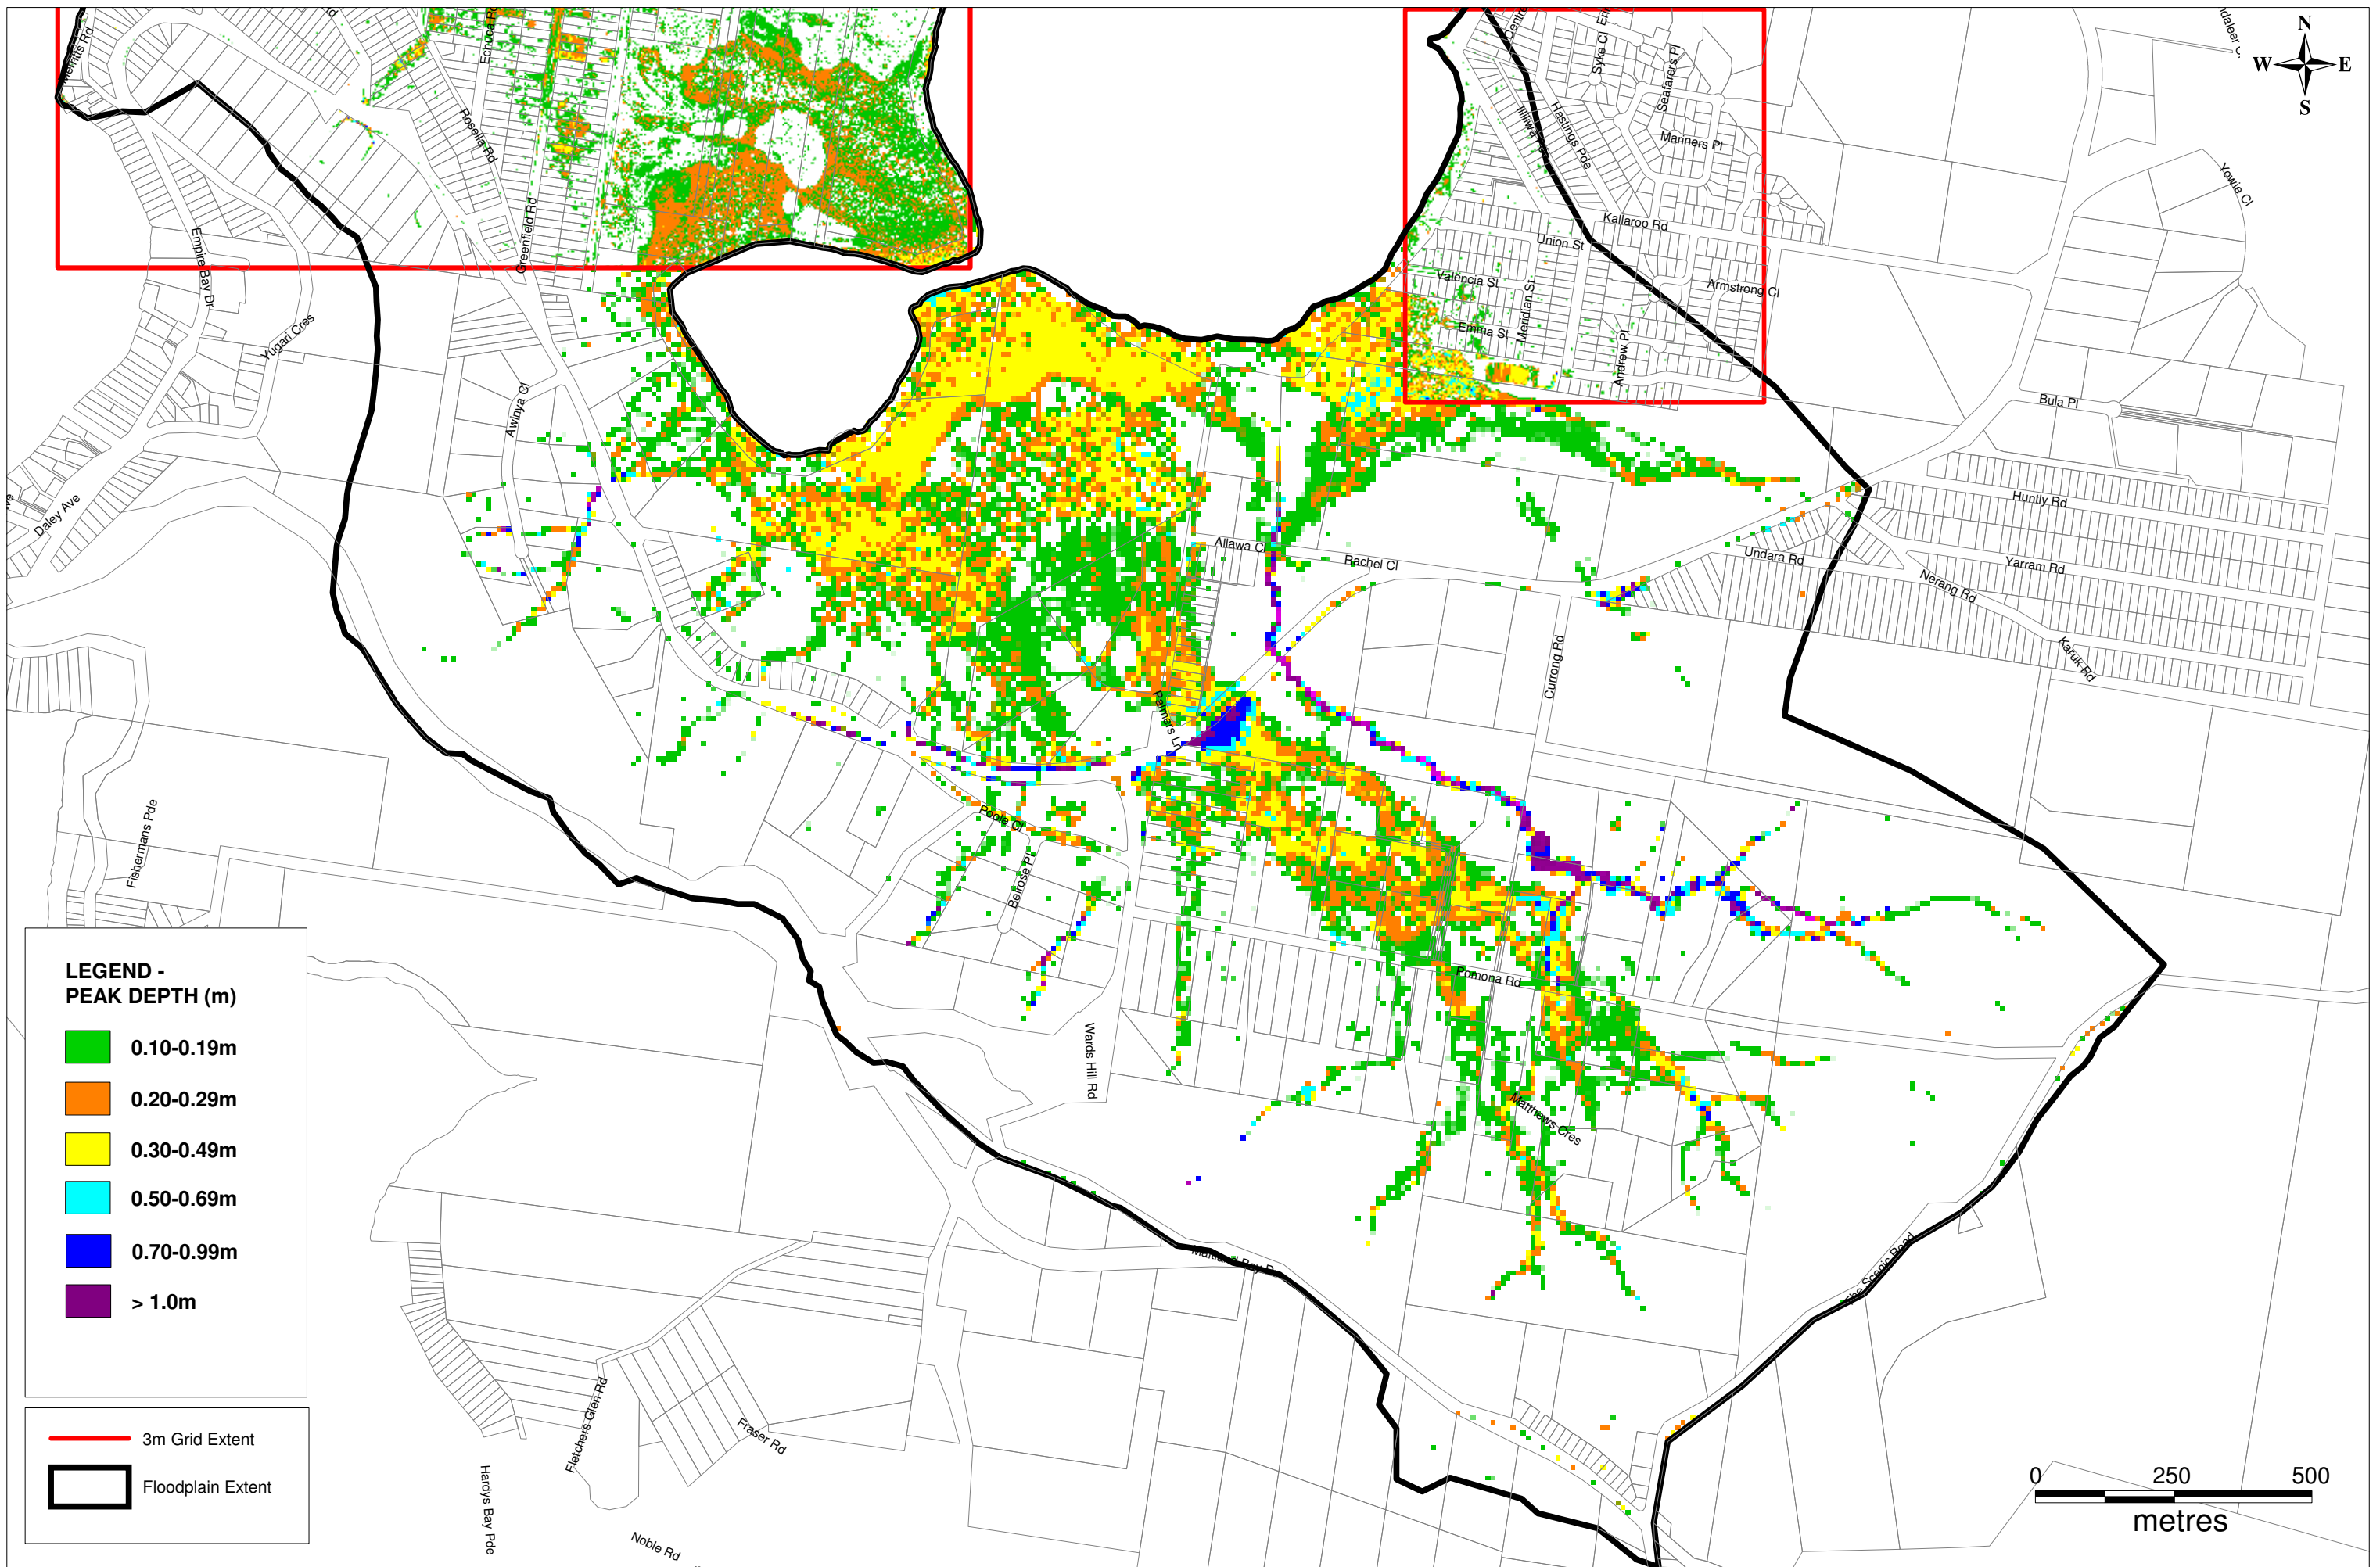 Echuca Rd
Rosella Rd
Greenfield Rd
Empire Bay Dr
Yugari Cres
Awinya Cl
Daley Ave
Syke Cl
Seafarers Pl
Hastings Pde
Mariners Pl
Kallaroo Rd
Union St
Valencia St
Meridian St
Armstrong Cl
Emma St
Andrew Pl
N
W E
S
Yowie Cl
Bula Pl
Huntly Rd
Undara Rd
Yarram Rd
Nerang Rd
Karuk Rd
Allawa Cl
Rachel Cl
Currong Rd
Palmers Ln
Poole Cl
Belrose Pl
Pomona Rd
Wards Hill Rd
Matthews Cres
Fishermans Pde
Maitland Bay D
The Scenic Road
Fletchers Glen Rd
Fraser Rd
Hardys Bay Pde
Noble Rd
LEGEND -
PEAK DEPTH (m)
0.10-0.19m
0.20-0.29m
0.30-0.49m
0.50-0.69m
0.70-0.99m
> 1.0m
3m Grid Extent
Floodplain Extent
0 250 500
metres